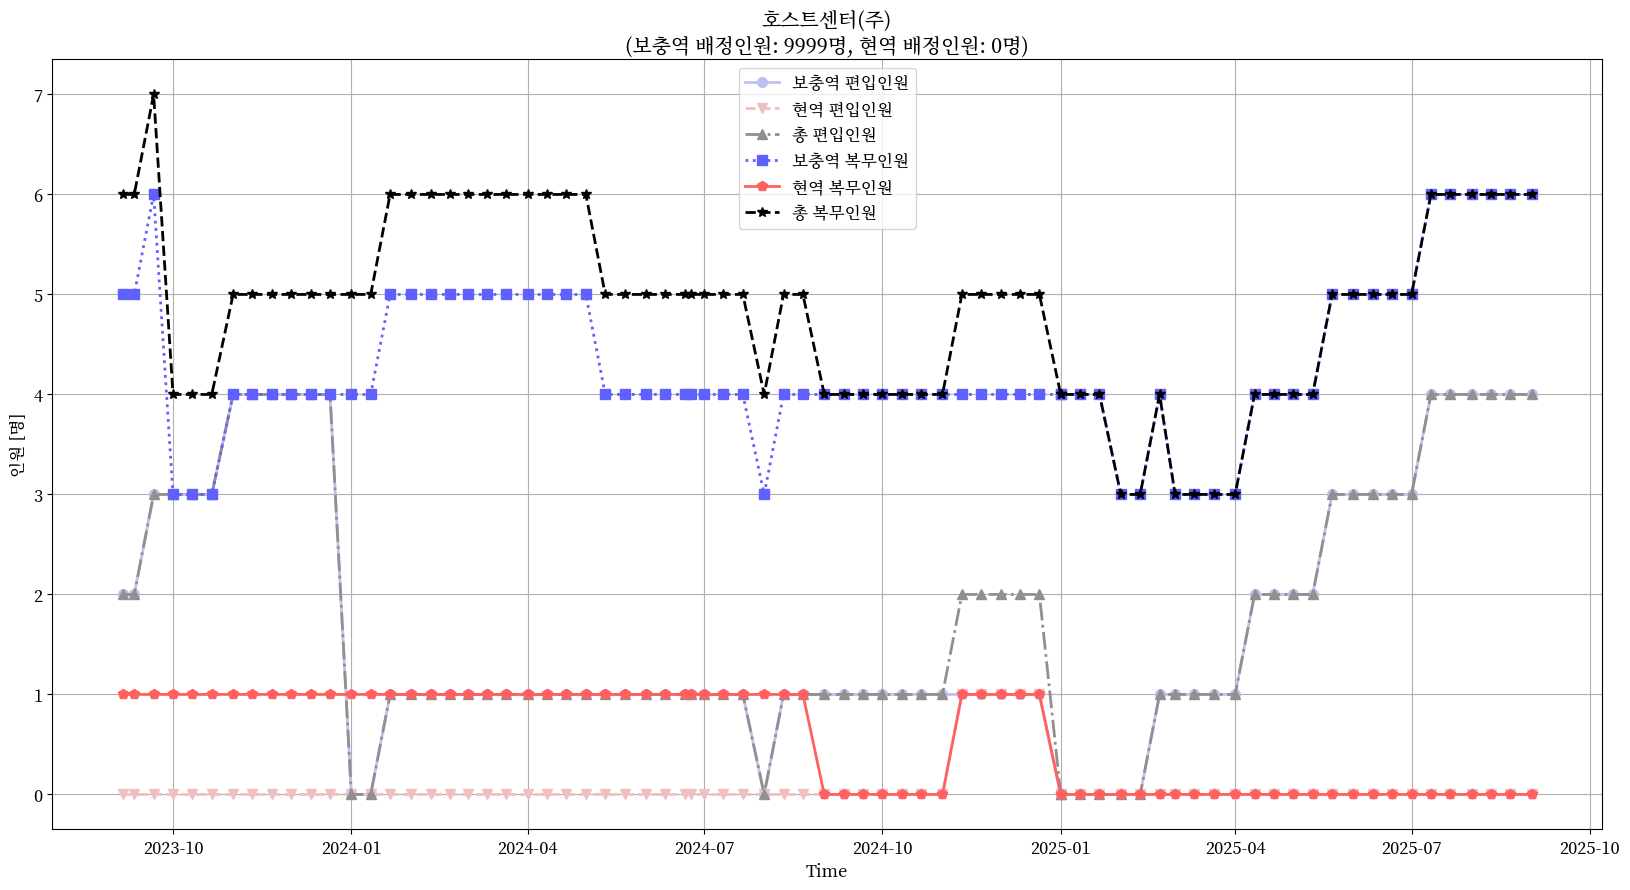 호스트센터(주)
(보충역 배정인원: 9999명, 현역 배정인원: 0명)
보충역 편입인원
현역 편입인원
총 편입인원
보충역 복무인원
현역 복무인원
총 복무인원
인원 [명]
7
6
5
4
3
2
1
0
2023-10
2024-01
2024-04
2024-07
2024-10
2025-01
2025-04
2025-07
2025-10
Time